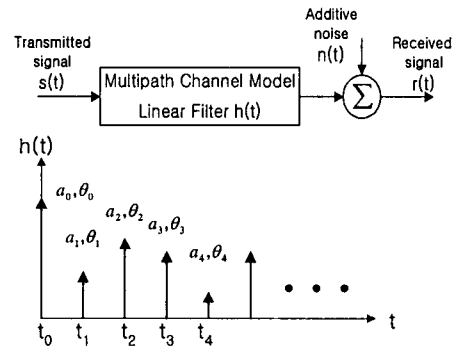 Transmitted
signal
s(t)
Multipath Channel Model
Linear Filter h(t)
Additive
noise
n(t)
Σ
Received
signal
r(t)
h(t)
a₀,θ₀
a₁,θ₁
a₂,θ₂
a₃,θ₃
a₄,θ₄
t₀ t₁ t₂ t₃ t₄ t